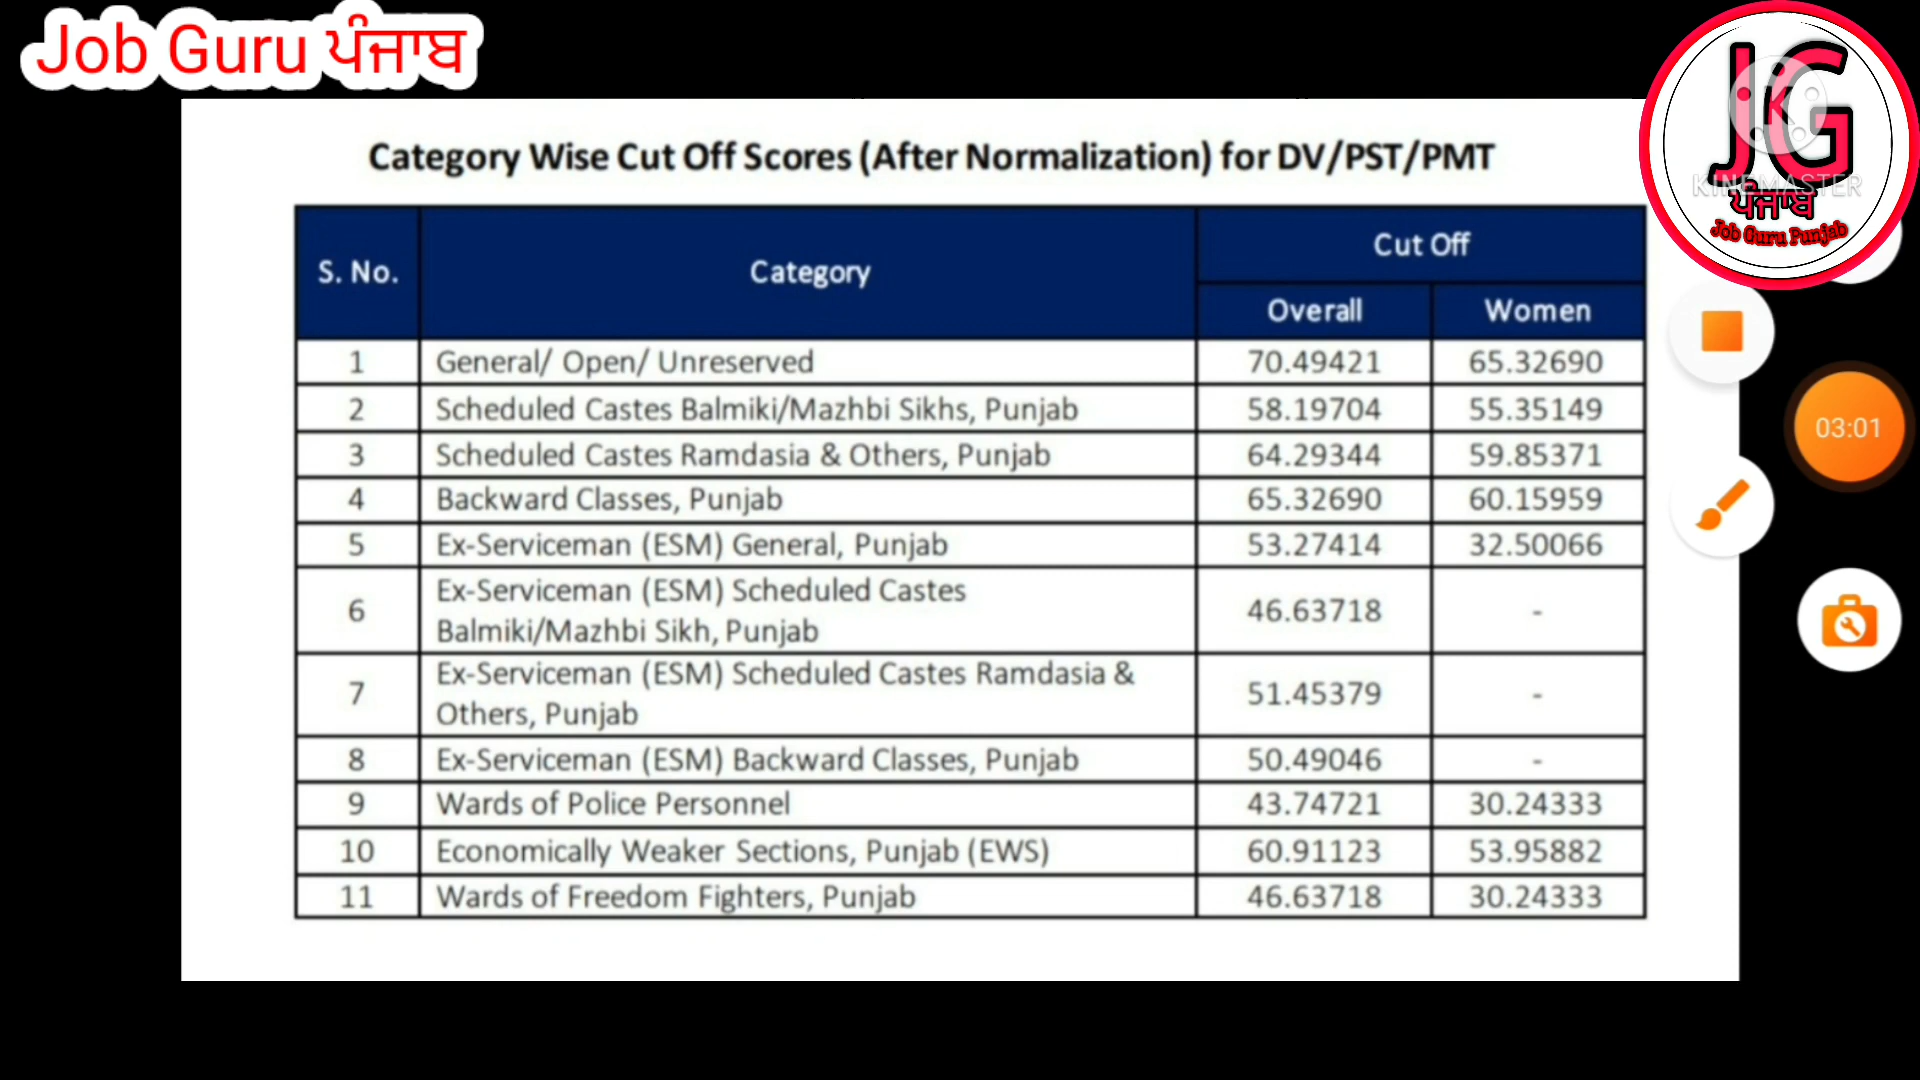 Job Guru ਪੰਜਾਬ
JG
K
KINEMASTER
ਪੰਜਾਬ
Job Guru Punjab
Category Wise Cut Off Scores (After Normalization) for DV/PST/PMT
S. No. Category Cut Off
Overall Women
1 General/ Open/ Unreserved 70.49421 65.32690
2 Scheduled Castes Balmiki/Mazhbi Sikhs, Punjab 58.19704 55.35149
3 Scheduled Castes Ramdasia & Others, Punjab 64.29344 59.85371
4 Backward Classes, Punjab 65.32690 60.15959
5 Ex-Serviceman (ESM) General, Punjab 53.27414 32.50066
6 Ex-Serviceman (ESM) Scheduled Castes
Balmiki/Mazhbi Sikh, Punjab 46.63718 -
7 Ex-Serviceman (ESM) Scheduled Castes Ramdasia &
Others, Punjab 51.45379 -
8 Ex-Serviceman (ESM) Backward Classes, Punjab 50.49046 -
9 Wards of Police Personnel 43.74721 30.24333
10 Economically Weaker Sections, Punjab (EWS) 60.91123 53.95882
11 Wards of Freedom Fighters, Punjab 46.63718 30.24333
03:01